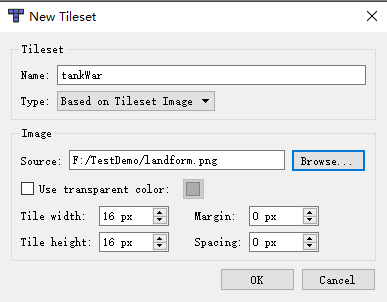 New Tileset
Tileset
Name: tankWar
Type: Based on Tileset Image
Image
Source: F:/TestDemo/landform.png Browse...
Use transparent color:
Tile width: 16 px Margin: 0 px
Tile height: 16 px Spacing: 0 px
OK Cancel